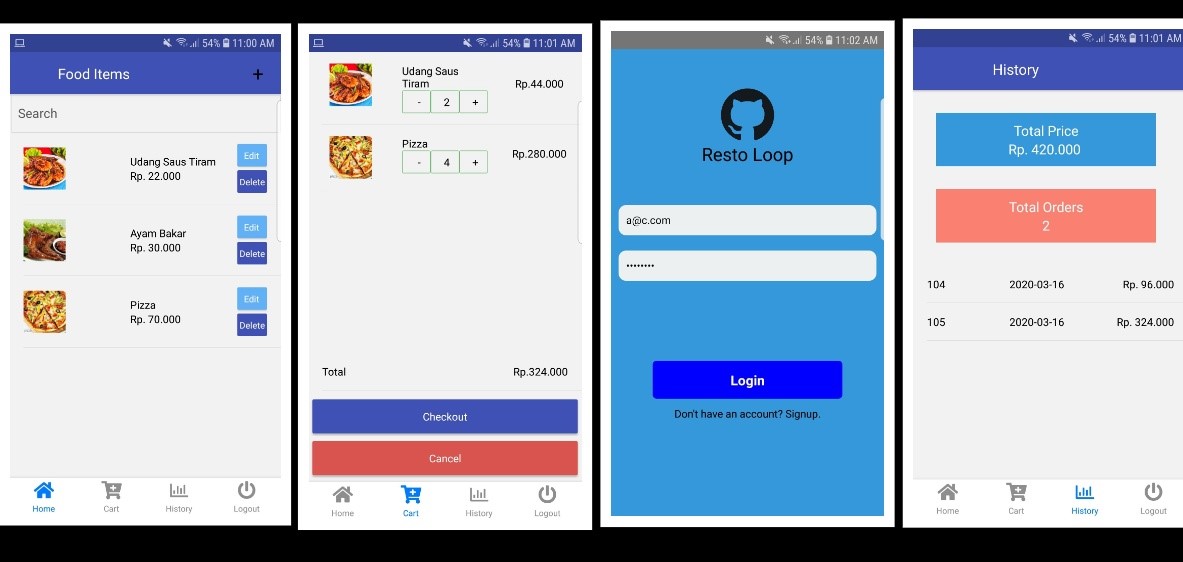 54% 11:00 AM
Food Items +
Search
Udang Saus Tiram
Rp. 22.000
Edit
Delete
Ayam Bakar
Rp. 30.000
Edit
Delete
Pizza
Rp. 70.000
Edit
Delete
Home Cart History Logout
54% 11:01 AM
Udang Saus
Tiram
Rp.44.000
- 2 +
Pizza
Rp.280.000
- 4 +
Total Rp.324.000
Checkout
Cancel
Home Cart History Logout
54% 11:02 AM
Resto Loop
a@c.com
••••••••
Login
Don't have an account? Signup.
54% 11:01 AM
History
Total Price
Rp. 420.000
Total Orders
2
104 2020-03-16 Rp. 96.000
105 2020-03-16 Rp. 324.000
Home Cart History Logout